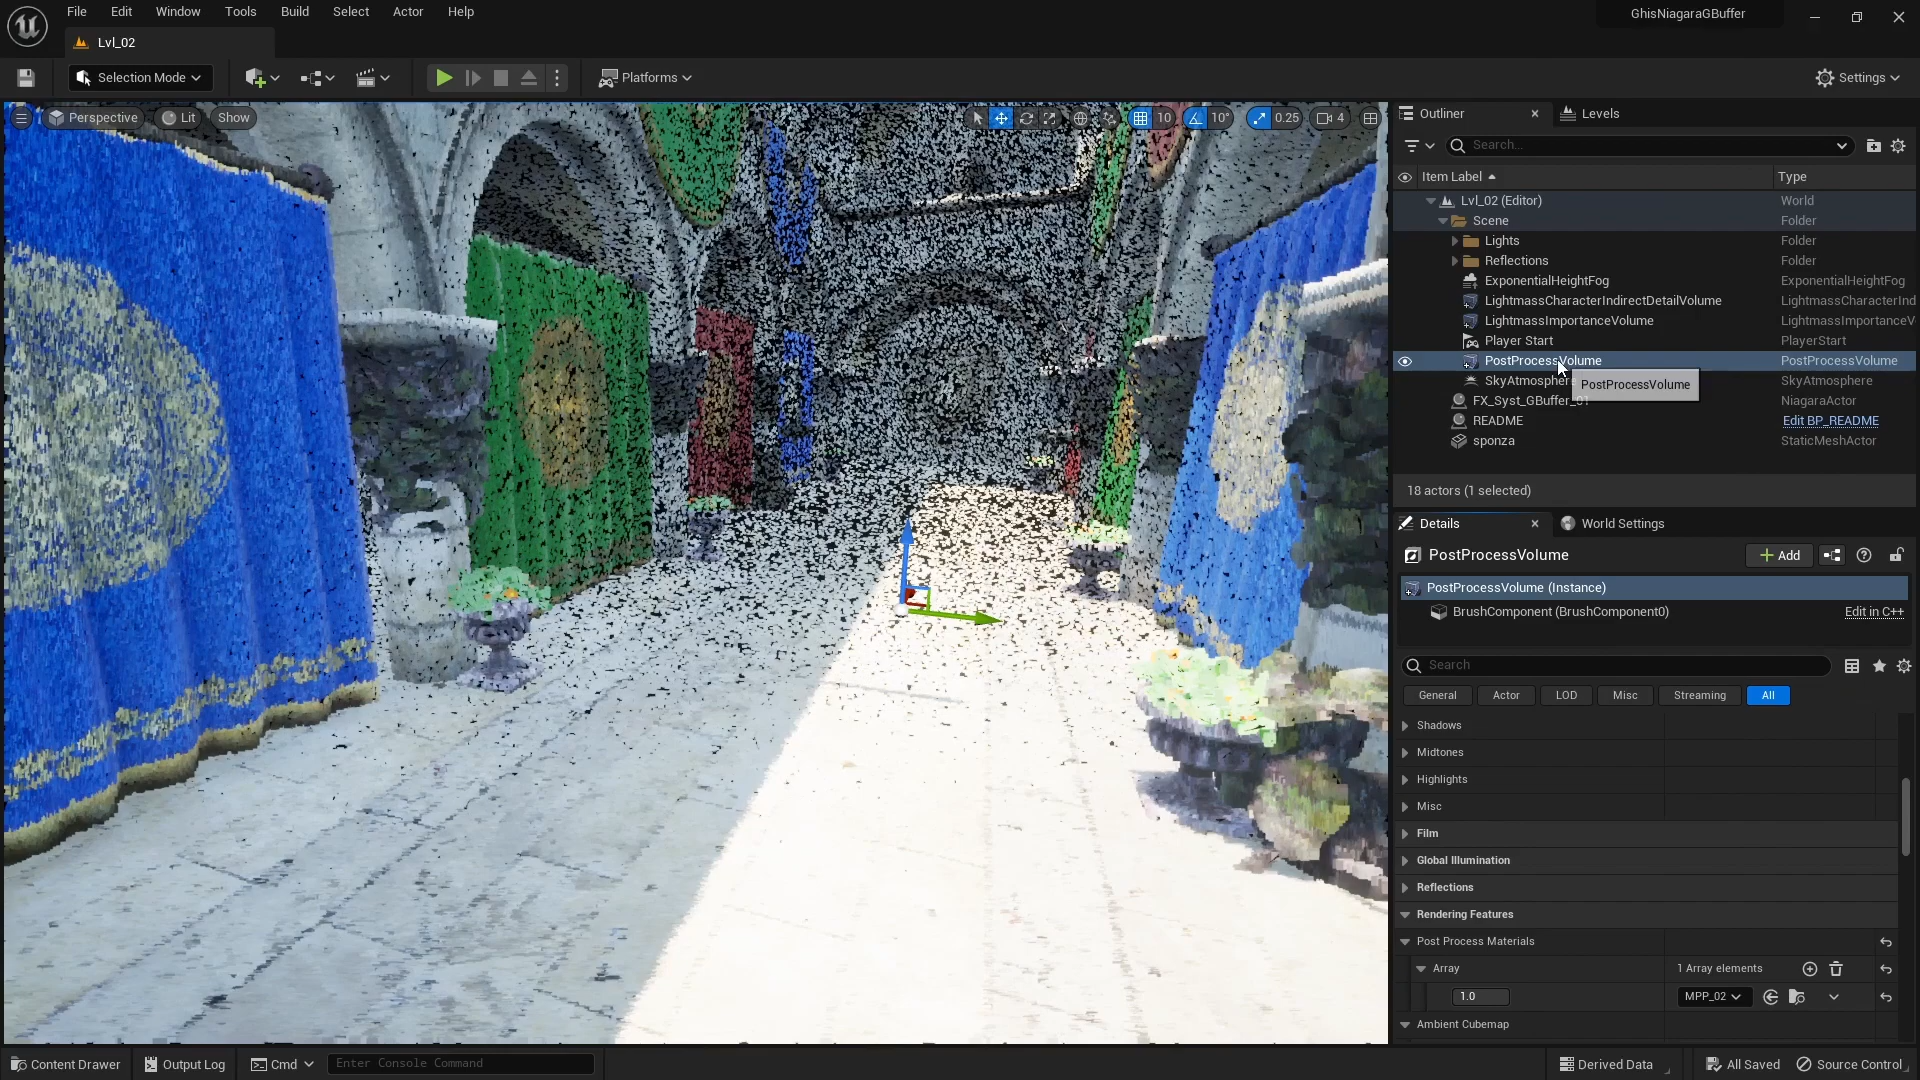 File Edit Window Tools Build Select Actor Help
GhisNiagaraGBuffer
Lvl_02
Selection Mode
Platforms
Settings
Perspective Lit Show
10 10° 0.25 4
Outliner Levels
Search...
Item Label Type
Lvl_02 (Editor) World
Scene Folder
Lights Folder
Reflections Folder
ExponentialHeightFog ExponentialHeightFog
LightmassCharacterIndirectDetailVolume LightmassCharacterInd
LightmassImportanceVolume LightmassImportanceV
Player Start PlayerStart
PostProcessVolume PostProcessVolume
SkyAtmosphere SkyAtmosphere
PostProcessVolume
FX_Syst_GBuffer_01 NiagaraActor
README Edit BP_README
sponza StaticMeshActor
18 actors (1 selected)
Details World Settings
PostProcessVolume
Add
PostProcessVolume (Instance)
BrushComponent (BrushComponent0) Edit in C++
Search
General Actor LOD Misc Streaming All
Shadows
Midtones
Highlights
Misc
Film
Global Illumination
Reflections
Rendering Features
Post Process Materials
Array 1 Array elements
1.0 MPP_02
Ambient Cubemap
Content Drawer Output Log Cmd Enter Console Command
Derived Data All Saved Source Control